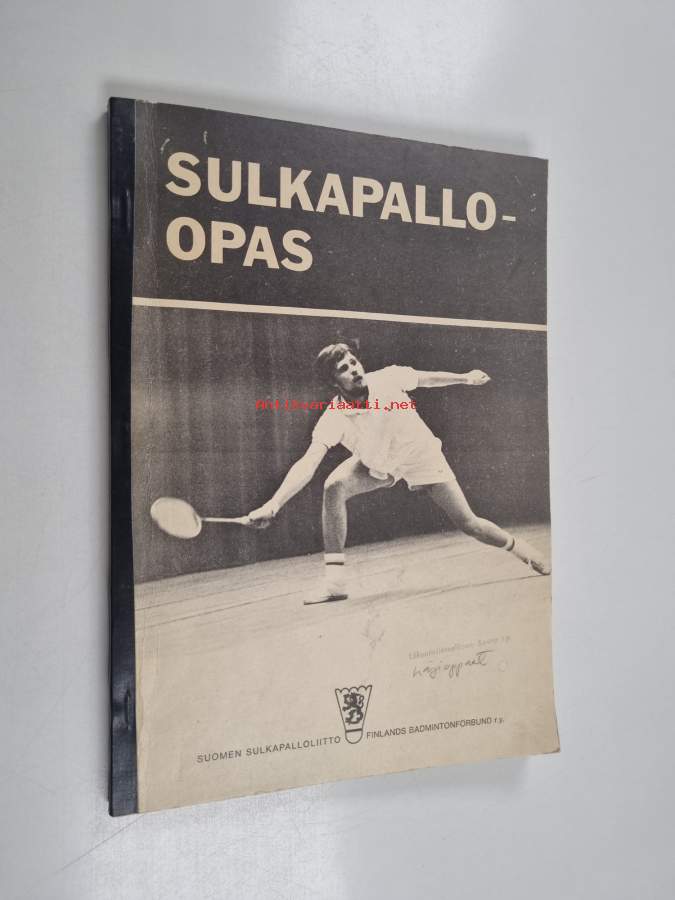 SULKAPALLO-
OPAS
Antikvariaatti.net
SUOMEN SULKAPALLOLIITTO FINLANDS BADMINTONFÖRBUND r.y.